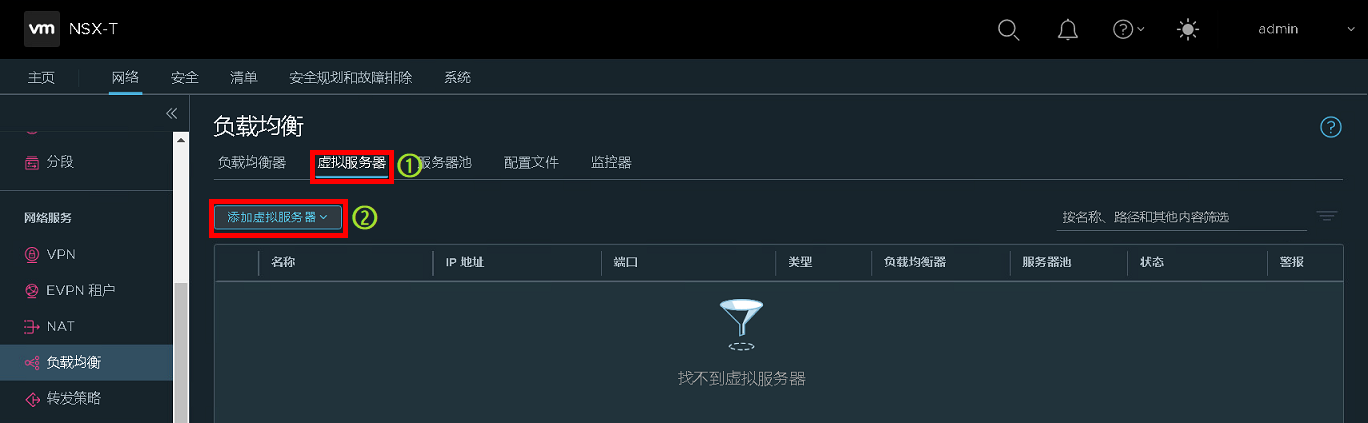 vm NSX-T admin
主页 网络 安全 清单 安全规划和故障排除 系统
负载均衡
负载均衡器 虚拟服务器 ① 服务器池 配置文件 监控器
分段
网络服务
添加虚拟服务器 ② 按名称、路径和其他内容筛选
VPN
名称 IP 地址 端口 类型 负载均衡器 服务器池 状态 警报
EVPN 租户
NAT
负载均衡
找不到虚拟服务器
转发策略